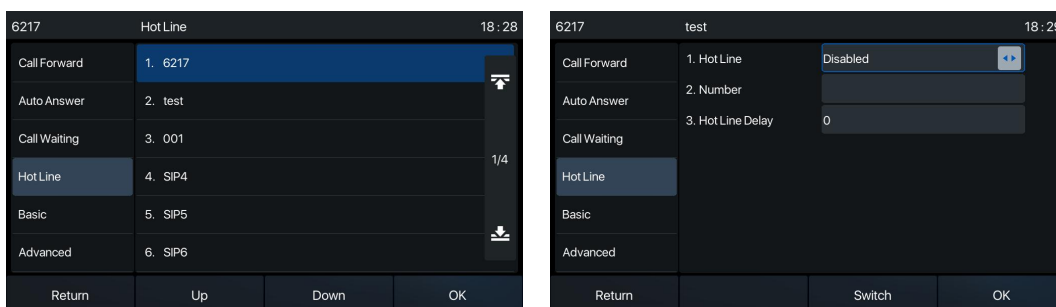 6217 Hot Line 18:28
Call Forward 1. 6217
Auto Answer 2. test
Call Waiting 3. 001
1/4
Hot Line 4. SIP4
Basic 5. SIP5
Advanced 6. SIP6
Return Up Down OK
6217 test 18:29
Call Forward 1. Hot Line Disabled
Auto Answer 2. Number
3. Hot Line Delay 0
Call Waiting
Hot Line
Basic
Advanced
Return Switch OK